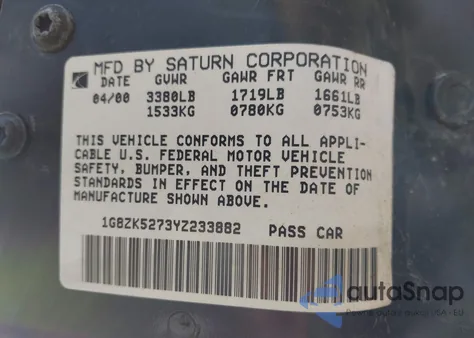 MFD BY SATURN CORPORATION
DATE GVWR GAWR FRT GAWR RR
04/00 3380LB 1719LB 1661LB
1533KG 0780KG 0753KG
THIS VEHICLE CONFORMS TO ALL APPLI-
CABLE U.S. FEDERAL MOTOR VEHICLE
SAFETY, BUMPER, AND THEFT PREVENTION
STANDARDS IN EFFECT ON THE DATE OF
MANUFACTURE SHOWN ABOVE.
1G8ZK5273YZ233882 PASS CAR
autoSnap